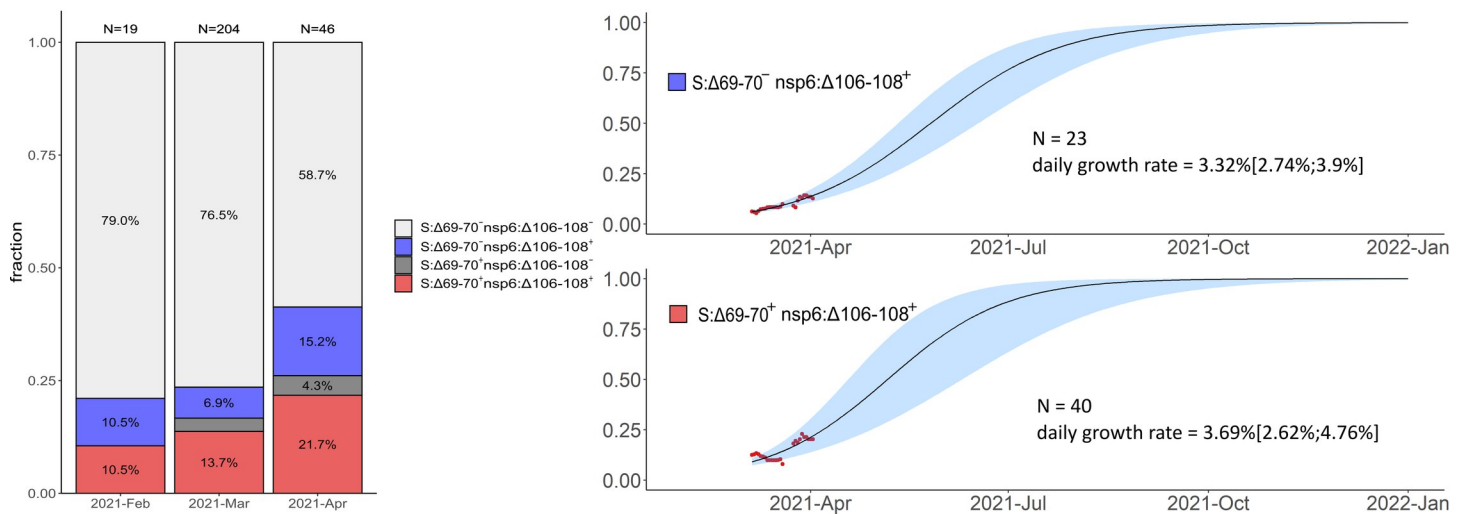 N=19 N=204 N=46
1.00
0.75
0.50
0.25
0.00
fraction
79.0%
10.5%
10.5%
76.5%
6.9%
13.7%
58.7%
15.2%
4.3%
21.7%
2021-Feb 2021-Mar 2021-Apr
S:Δ69-70⁻nsp6:Δ106-108⁻
S:Δ69-70⁻nsp6:Δ106-108⁺
S:Δ69-70⁺nsp6:Δ106-108⁻
S:Δ69-70⁺nsp6:Δ106-108⁺
1.00
0.75
0.50
0.25
0.00
S:Δ69-70⁻ nsp6:Δ106-108⁺
N = 23
daily growth rate = 3.32%[2.74%;3.9%]
2021-Apr 2021-Jul 2021-Oct 2022-Jan
1.00
0.75
0.50
0.25
0.00
S:Δ69-70⁺ nsp6:Δ106-108⁺
N = 40
daily growth rate = 3.69%[2.62%;4.76%]
2021-Apr 2021-Jul 2021-Oct 2022-Jan